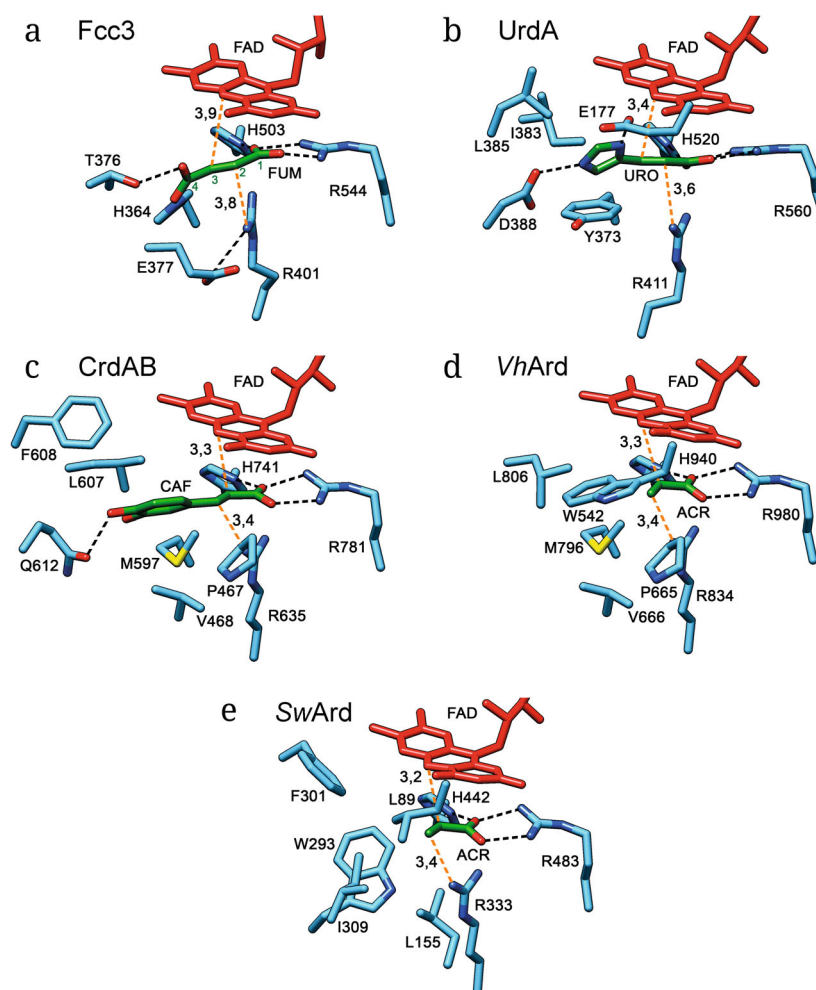 a Fcc3
FAD
3,9
H503
T376
4 3 2 1
FUM
R544
H364
3,8
E377
R401
b UrdA
FAD
3,4
E177
L385 I383
H520
URO
3,6
D388
Y373
R560
R411
c CrdAB
FAD
F608
3,3
H741
L607
CAF
3,4
R781
Q612
M597
P467
V468
R635
d VhArd
FAD
3,3
L806
H940
W542
ACR
R980
3,4
M796
P665 R834
V666
e SwArd
FAD
3,2
F301
L89 H442
W293
ACR
R483
3,4
R333
I309
L155